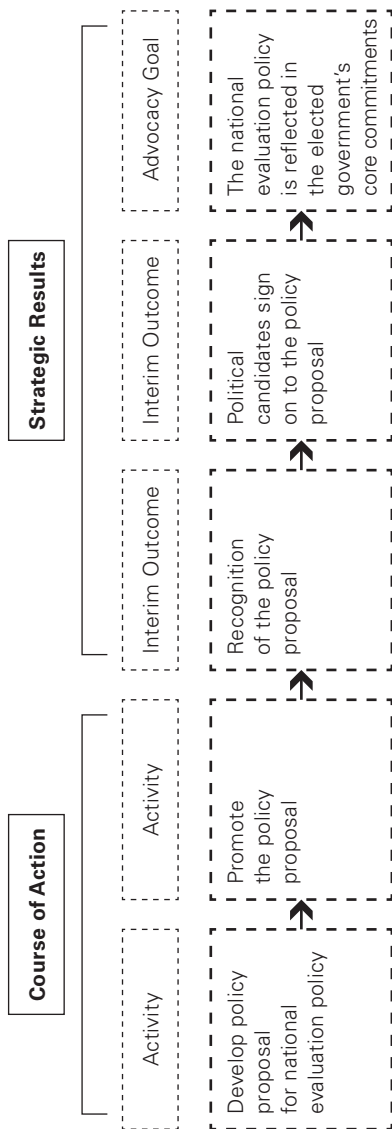 Course of Action
Strategic Results
Activity
Activity
Interim Outcome
Interim Outcome
Advocacy Goal
Develop policy
proposal
for national
evaluation policy
Promote
the policy
proposal
Recognition
of the policy
proposal
Political
candidates sign
on to the policy
proposal
The national
evaluation policy
is reflected in
the elected
government’s
core commitments